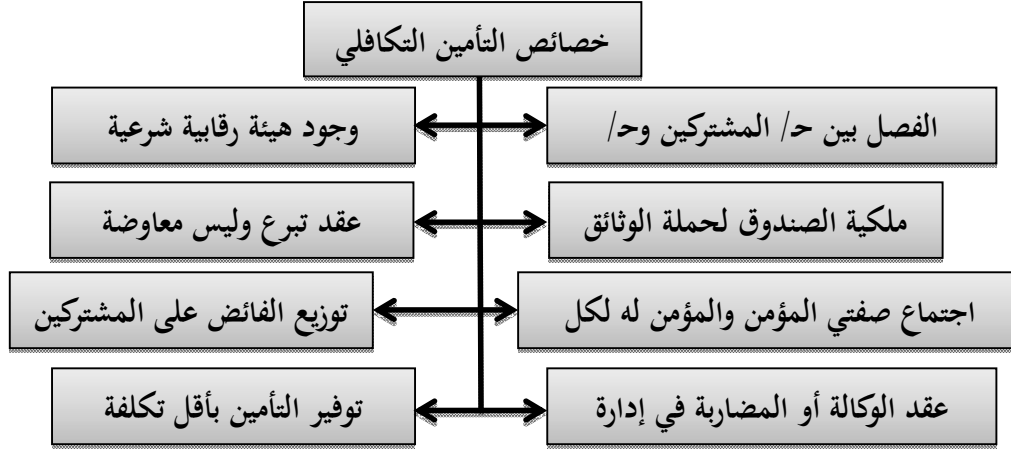 خصائص التأمين التكافلي
الفصل بين حـ/ المشتركين وحـ/
وجود هيئة رقابية شرعية
ملكية الصندوق لحملة الوثائق
عقد تبرع وليس معاوضة
اجتماع صفتي المؤمن والمؤمن له لكل
توزيع الفائض على المشتركين
عقد الوكالة أو المضاربة في إدارة
توفير التأمين بأقل تكلفة